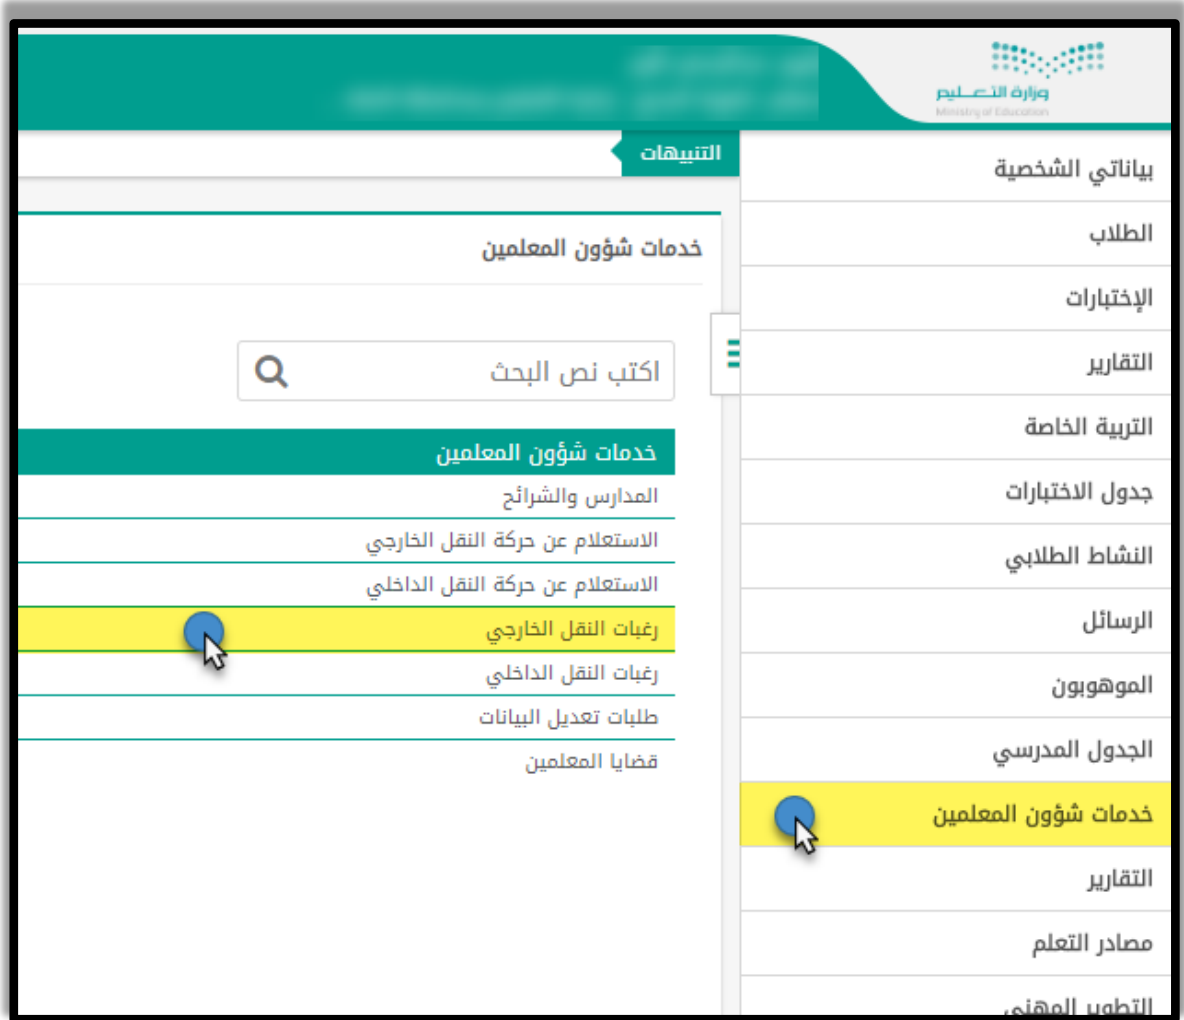 وزارة التعليم
Ministry of Education
بياناتي الشخصية
الطلاب
الإختبارات
التقارير
التربية الخاصة
جدول الاختبارات
النشاط الطلابي
الرسائل
الموهوبون
الجدول المدرسي
خدمات شؤون المعلمين
التقارير
مصادر التعلم
التطوير المهني
التنبيهات
خدمات شؤون المعلمين
اكتب نص البحث
خدمات شؤون المعلمين
المدارس والشرائح
الاستعلام عن حركة النقل الخارجي
الاستعلام عن حركة النقل الداخلي
رغبات النقل الخارجي
رغبات النقل الداخلي
طلبات تعديل البيانات
قضايا المعلمين